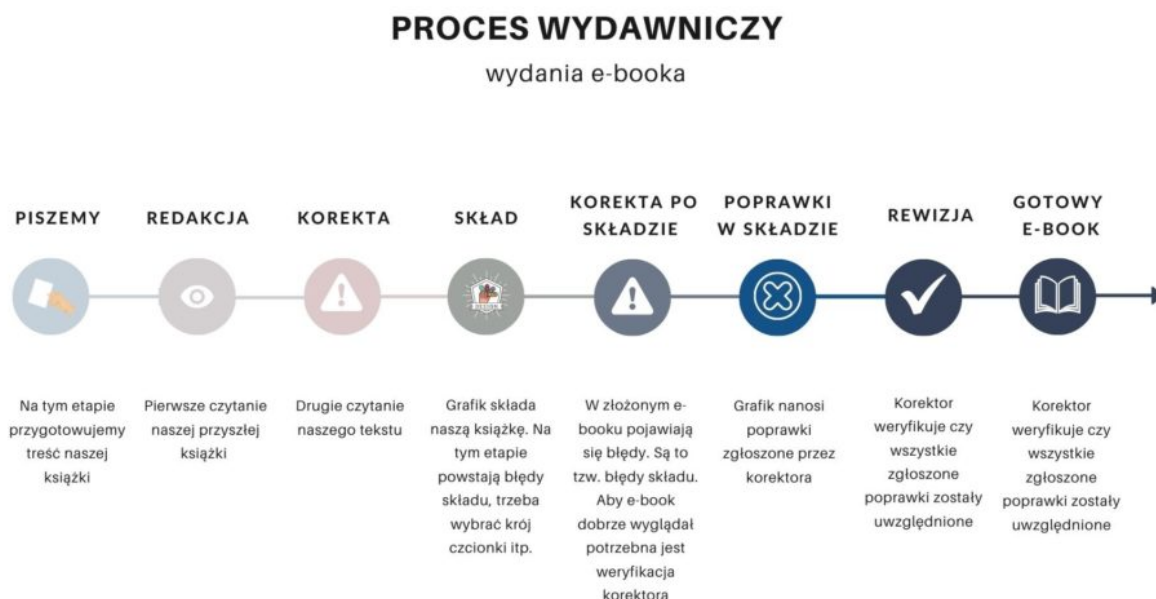 PROCES WYDAWNICZY
wydania e-booka
PISZEMY
REDAKCJA
KOREKTA
SKŁAD
KOREKTA PO
SKŁADZIE
POPRAWKI
W SKŁADZIE
REWIZJA
GOTOWY
E-BOOK
Na tym etapie
przygotowujemy
treść naszej
książki
Pierwsze czytanie
naszej przyszłej
książki
Drugie czytanie
naszego tekstu
Grafik składa
naszą książkę. Na
tym etapie
powstają błędy
składu, trzeba
wybrać krój
czcionki itp.
W złożonym e-
booku pojawiają
się błędy. Są to
tzw. błędy składu.
Aby e-book
dobrze wyglądał
potrzebna jest
weryfikacja
korektora
Grafik nanosi
poprawki
zgłoszone przez
korektora
Korektor
weryfikuje czy
wszystkie
zgłoszone
poprawki zostały
uwzględnione
Korektor
weryfikuje czy
wszystkie
zgłoszone
poprawki zostały
uwzględnione